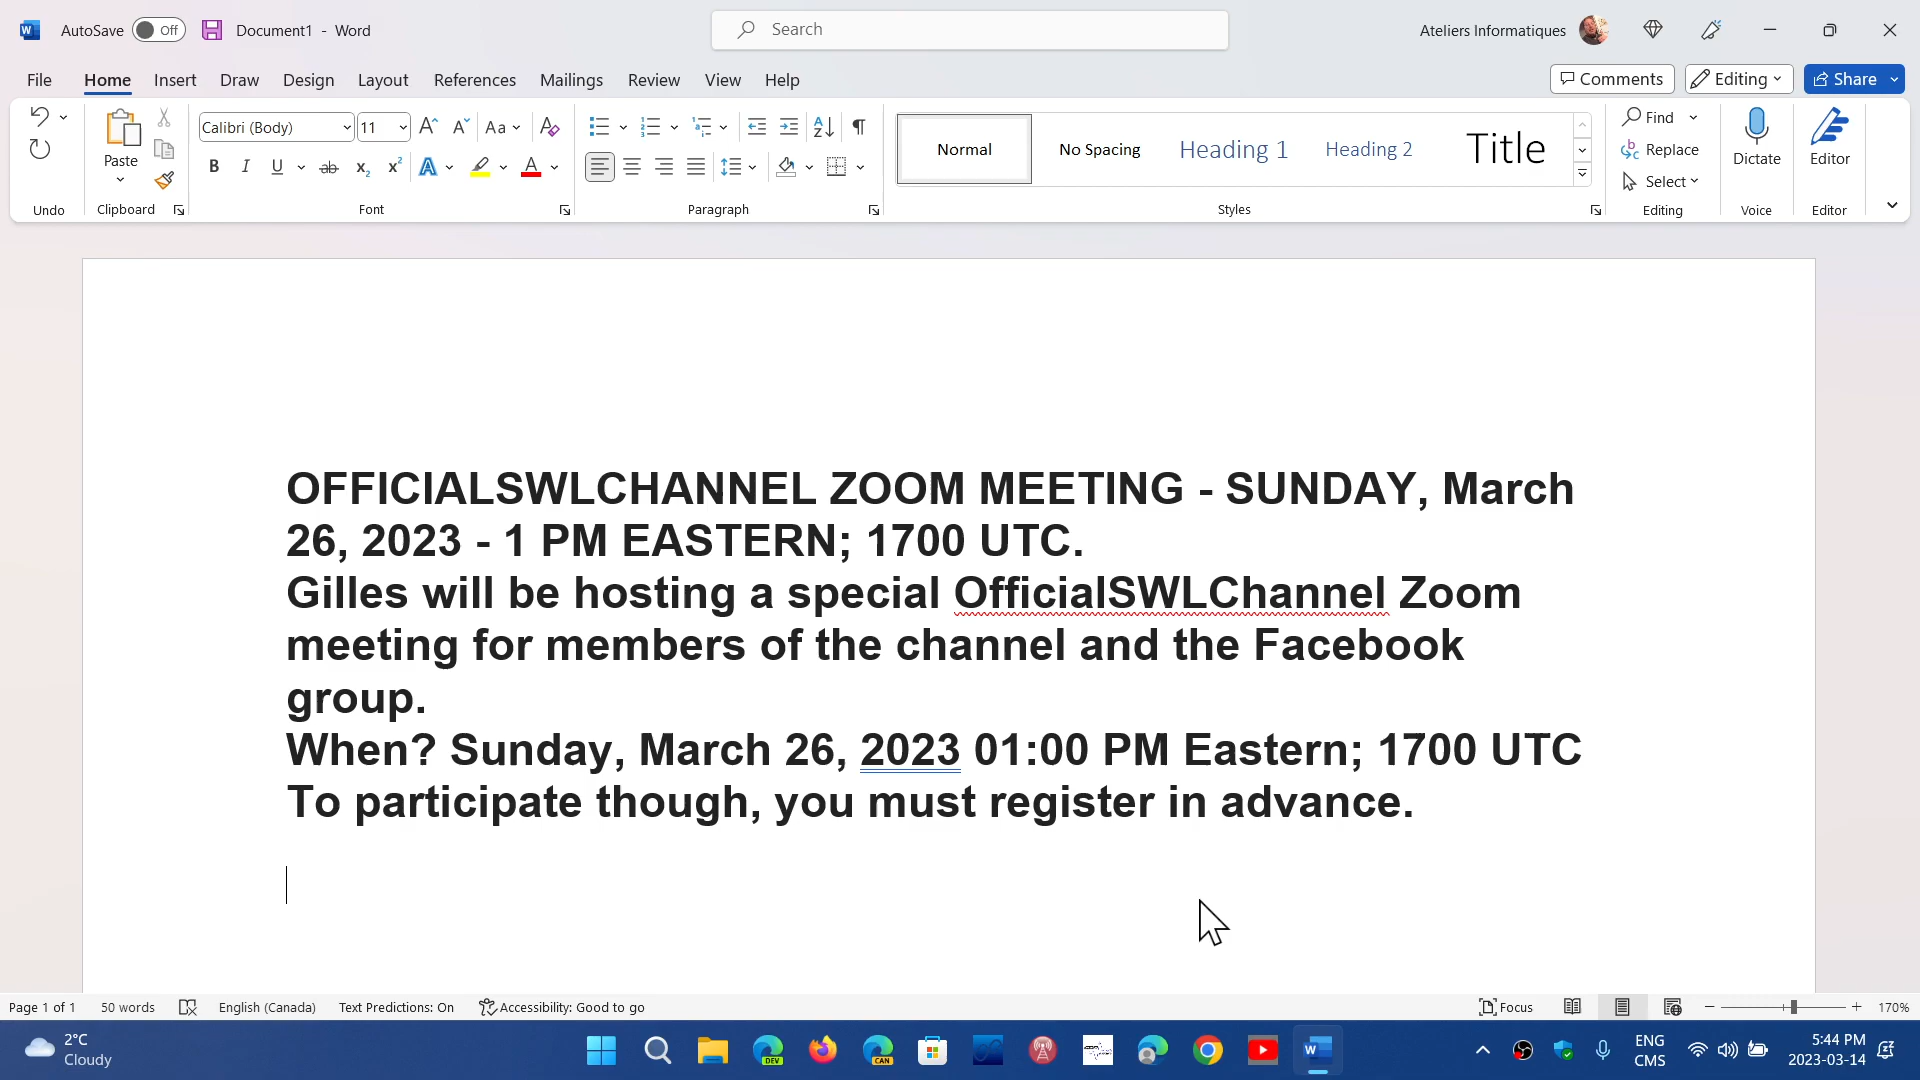 AutoSave Off Document1 - Word Search Ateliers Informatiques
File Home Insert Draw Design Layout References Mailings Review View Help Comments Editing Share
Calibri (Body) 11 Aa Normal No Spacing Heading 1 Heading 2 Title Find
Paste Replace Dictate Editor
B I U ab Select
Undo Clipboard Font Paragraph Styles Editing Voice Editor
OFFICIALSWLCHANNEL ZOOM MEETING - SUNDAY, March
26, 2023 - 1 PM EASTERN; 1700 UTC.
Gilles will be hosting a special OfficialSWLChannel Zoom
meeting for members of the channel and the Facebook
group.
When? Sunday, March 26, 2023 01:00 PM Eastern; 1700 UTC
To participate though, you must register in advance.
Page 1 of 1 50 words English (Canada) Text Predictions: On Accessibility: Good to go Focus 170%
2°C ENG 5:44 PM
Cloudy DEV CAN CMS 2023-03-14